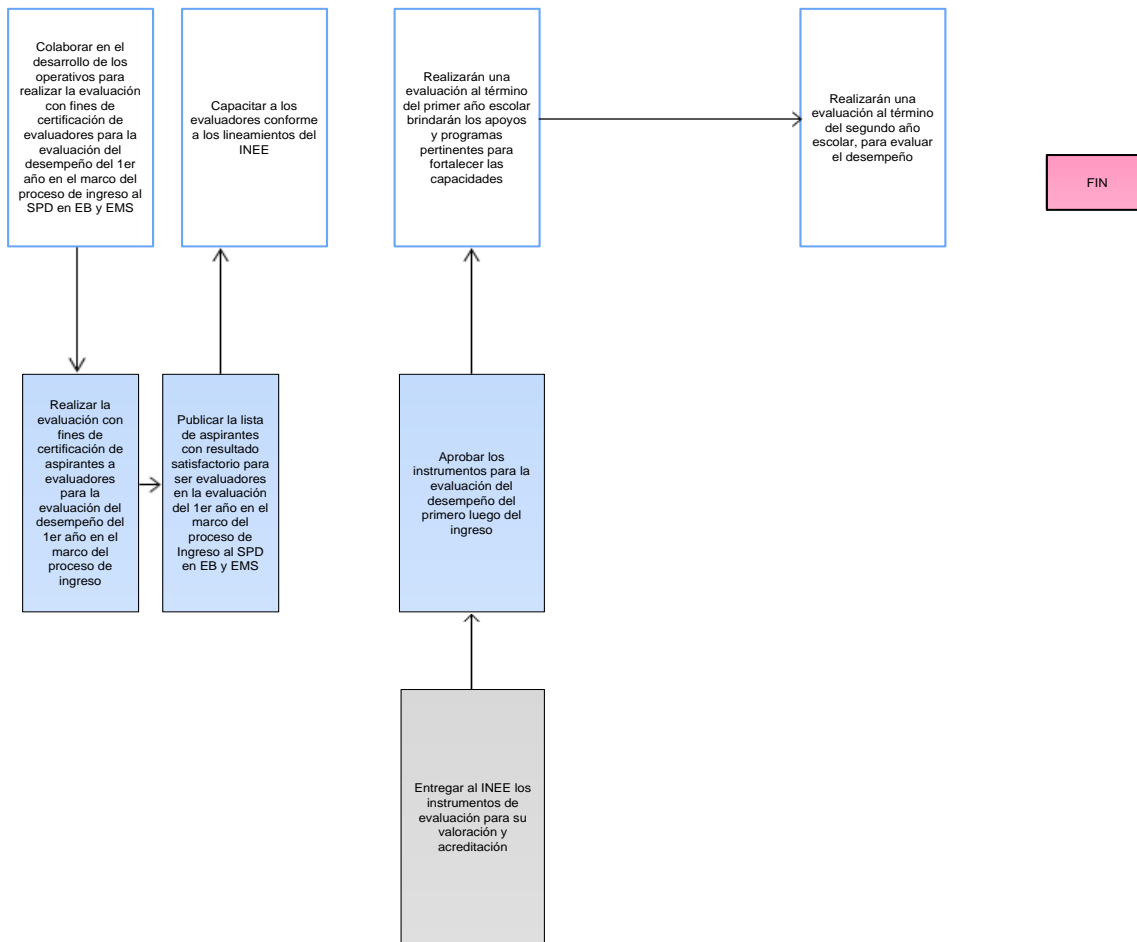 Colaborar en el
desarrollo de los
operativos para
realizar la
evaluación con
fines de
certificación de
evaluadores para la
evaluación del
desempeño del 1er
año en el marco del
proceso de ingreso al
SPD en EB y EMS
Capacitar a los
evaluadores conforme
a los lineamientos del
INEE
Realizarán una
evaluación al término
del primer año escolar
brindarán los apoyos
y programas
pertinentes para
fortalecer las
capacidades
Realizarán una
evaluación al término
del segundo año
escolar, para evaluar
el desempeño
FIN
Realizar la
evaluación con
fines de
certificación de
aspirantes a
evaluadores
para la
evaluación del
desempeño del
1er año en el
marco del
proceso de
ingreso
Publicar la lista
de aspirantes
con resultado
satisfactorio para
ser evaluadores
en la evaluación
del 1er año en el
marco del
proceso de
Ingreso al SPD
en EB y EMS
Aprobar los
instrumentos para la
evaluación del
desempeño del
primero luego del
ingreso
Entregar al INEE los
instrumentos de
evaluación para su
valoración y
acreditación